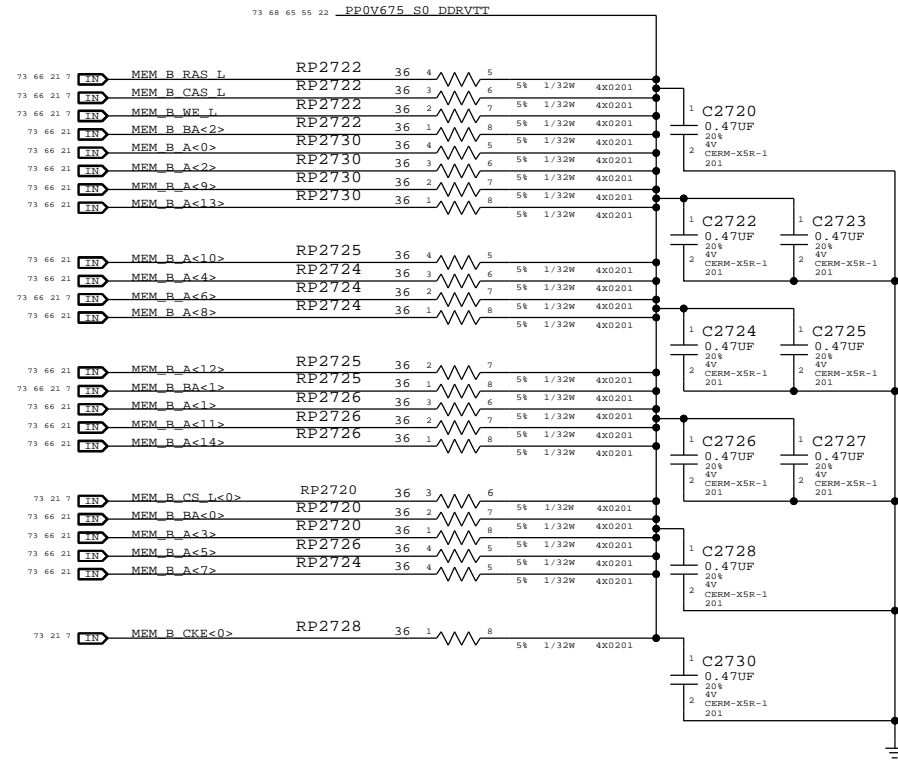 73 68 65 55 22 PP0V675_S0_DDRVTT
73 66 21 7 IN MEM_B_RAS_L RP2722 36 4 5 5% 1/32W 4X0201
73 66 21 7 IN MEM_B_CAS_L RP2722 36 3 6 5% 1/32W 4X0201
73 66 21 7 IN MEM_B_WE_L RP2722 36 2 7 5% 1/32W 4X0201
73 66 21 IN MEM_B_BA<2> RP2722 36 1 8 5% 1/32W 4X0201
73 66 21 IN MEM_B_A<0> RP2730 36 4 5 5% 1/32W 4X0201
73 66 21 IN MEM_B_A<2> RP2730 36 3 6 5% 1/32W 4X0201
73 66 21 IN MEM_B_A<9> RP2730 36 2 7 5% 1/32W 4X0201
73 66 21 IN MEM_B_A<13> RP2730 36 1 8 5% 1/32W 4X0201
1 C2720
0.47UF
20%
4V
2 CERM-X5R-1
201
1 C2722
0.47UF
20%
4V
2 CERM-X5R-1
201
1 C2723
0.47UF
20%
4V
2 CERM-X5R-1
201
73 66 21 IN MEM_B_A<10> RP2725 36 4 5 5% 1/32W 4X0201
73 66 21 IN MEM_B_A<4> RP2724 36 3 6 5% 1/32W 4X0201
73 66 21 7 IN MEM_B_A<6> RP2724 36 2 7 5% 1/32W 4X0201
73 66 21 IN MEM_B_A<8> RP2724 36 1 8 5% 1/32W 4X0201
1 C2724
0.47UF
20%
4V
2 CERM-X5R-1
201
1 C2725
0.47UF
20%
4V
2 CERM-X5R-1
201
73 66 21 IN MEM_B_A<12> RP2725 36 2 7 5% 1/32W 4X0201
73 66 21 7 IN MEM_B_BA<1> RP2725 36 1 8 5% 1/32W 4X0201
73 66 21 IN MEM_B_A<1> RP2726 36 3 6 5% 1/32W 4X0201
73 66 21 IN MEM_B_A<11> RP2726 36 2 7 5% 1/32W 4X0201
73 66 21 IN MEM_B_A<14> RP2726 36 1 8 5% 1/32W 4X0201
1 C2726
0.47UF
20%
4V
2 CERM-X5R-1
201
1 C2727
0.47UF
20%
4V
2 CERM-X5R-1
201
73 21 7 IN MEM_B_CS_L<0> RP2720 36 3 6 5% 1/32W 4X0201
73 66 21 IN MEM_B_BA<0> RP2720 36 2 7 5% 1/32W 4X0201
73 66 21 IN MEM_B_A<3> RP2720 36 1 8 5% 1/32W 4X0201
73 66 21 IN MEM_B_A<5> RP2726 36 4 5 5% 1/32W 4X0201
73 66 21 IN MEM_B_A<7> RP2724 36 4 5 5% 1/32W 4X0201
1 C2728
0.47UF
20%
4V
2 CERM-X5R-1
201
73 21 7 IN MEM_B_CKE<0> RP2728 36 1 8 5% 1/32W 4X0201
1 C2730
0.47UF
20%
4V
2 CERM-X5R-1
201